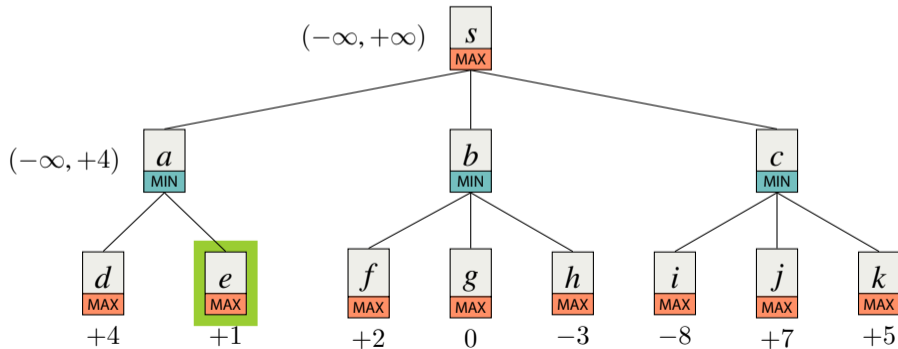 (−∞, +∞) s
MAX
(−∞, +4) a b c
MIN MIN MIN
d e f g h i j k
MAX MAX MAX MAX MAX MAX MAX MAX
+4 +1 +2 0 −3 −8 +7 +5